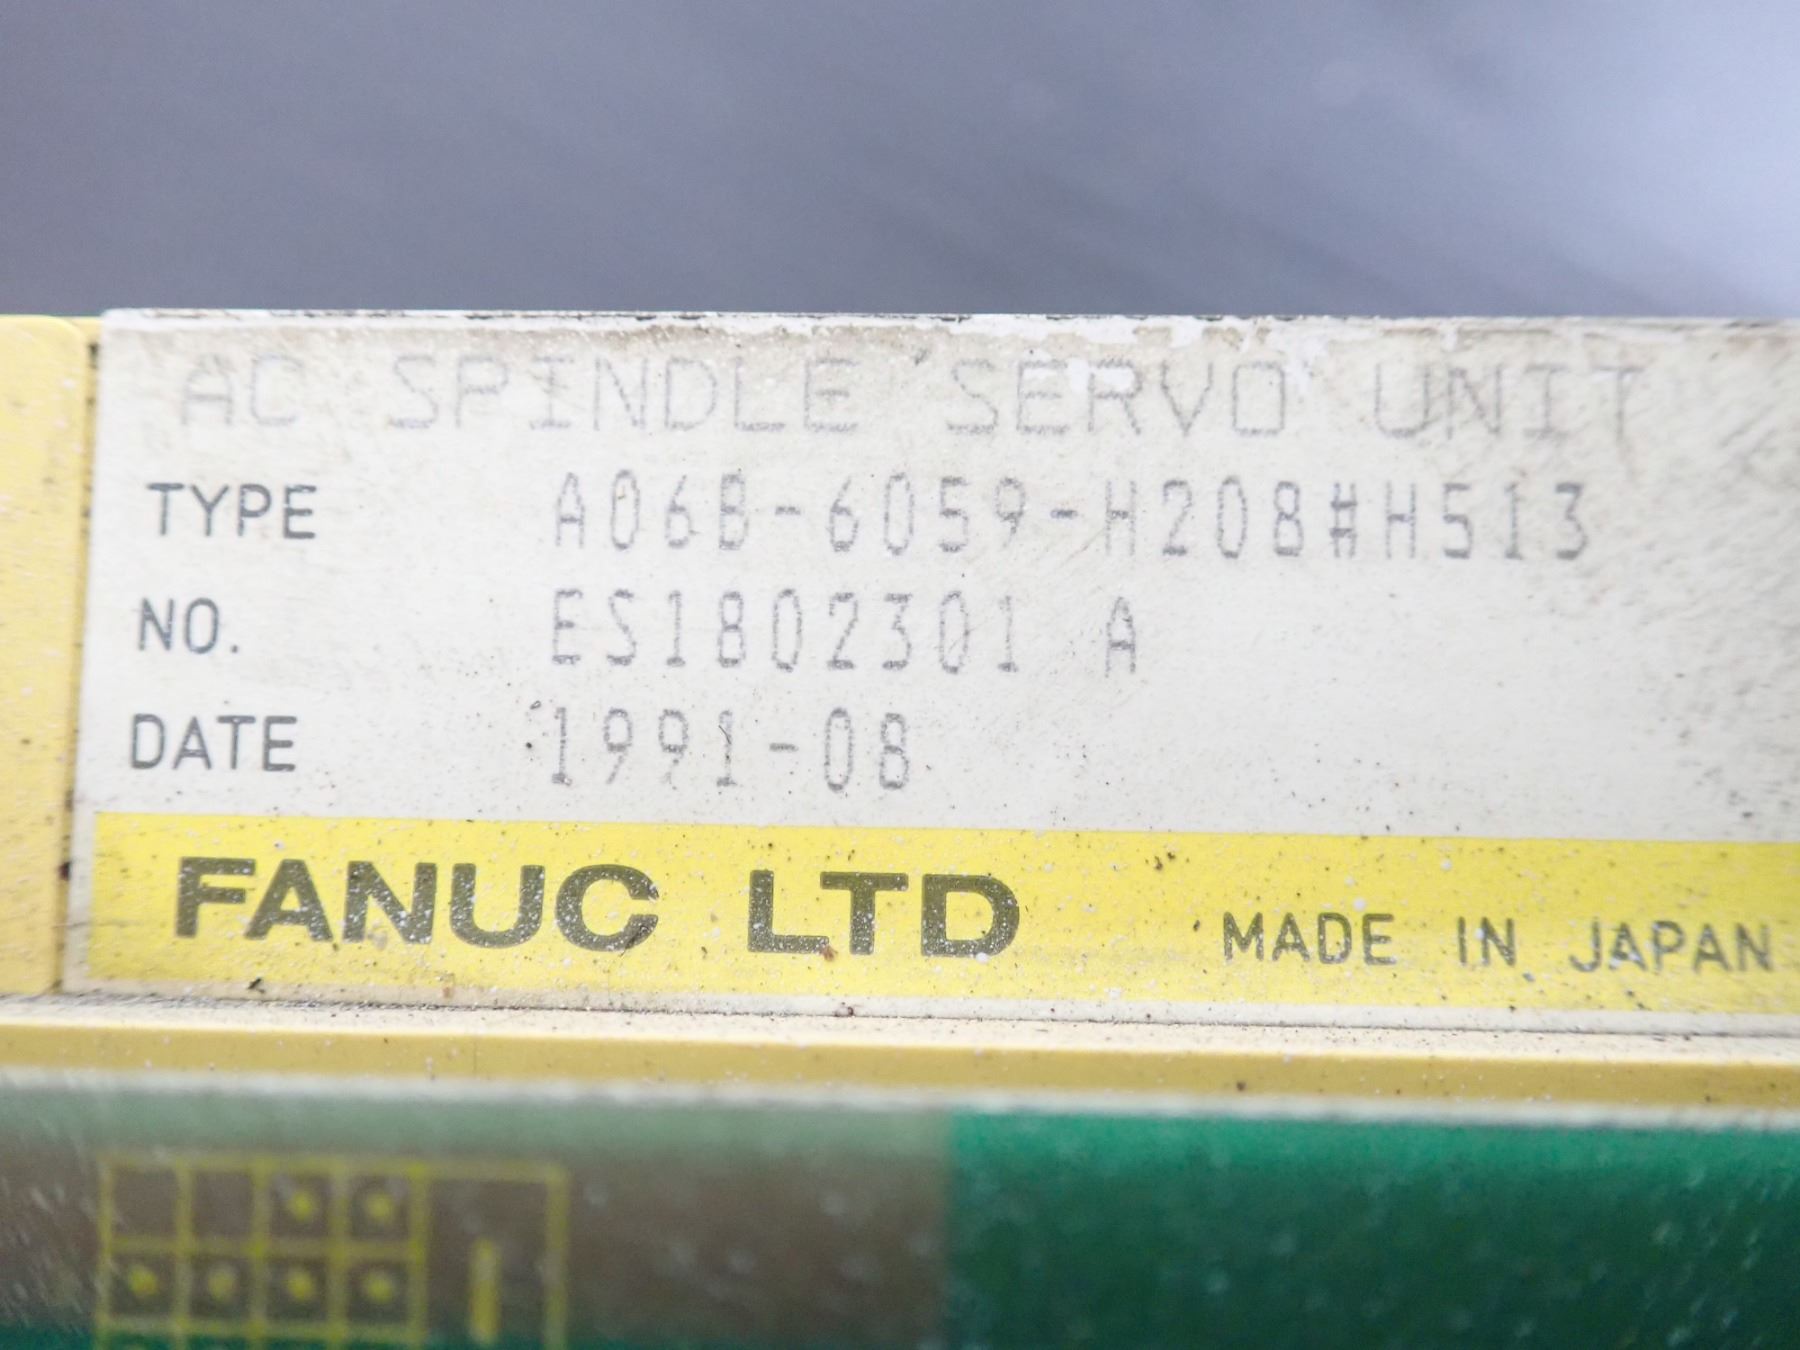 AC SPINDLE SERVO UNIT
TYPE A06B-6059-H208#H513
NO. ES1802301 A
DATE 1991-08
FANUC LTD MADE IN JAPAN